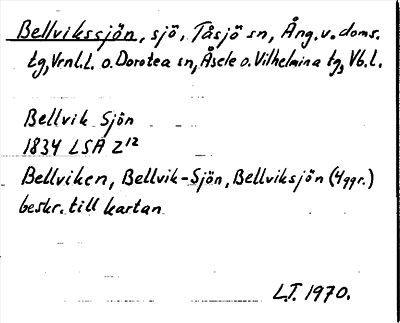 Bellvikssjön, sjö, Tåsjö sn, Ång.v.doms.
tg, Vrnl.l. o. Dorotea sn, Åsele o. Vilhelmina tg, Vb.l.
Bellvik Sjön
1834 LSA Z12
Bellviken, Bellvik-Sjön, Bellviksjön (4ggr.)
beskr. till kartan
L.T. 1970.